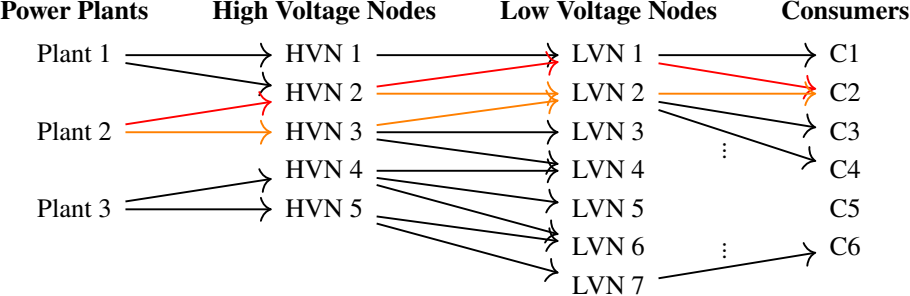 Power Plants High Voltage Nodes Low Voltage Nodes Consumers
Plant 1 HVN 1 LVN 1 C1
HVN 2 LVN 2 C2
Plant 2 HVN 3 LVN 3 C3
HVN 4 LVN 4 C4
Plant 3 HVN 5 LVN 5 C5
LVN 6 C6
LVN 7